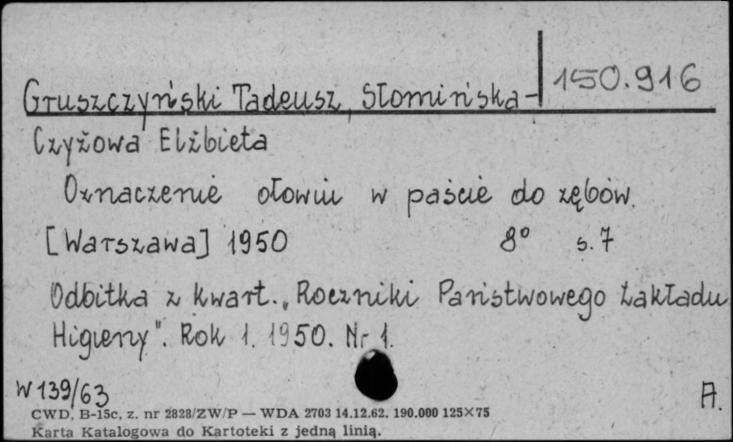 Gruszczyński Tadeusz, Słomińska- 150.916
Czyżowa Elżbieta
Oznaczenie ołowiu w paście do zębów.
[Warszawa] 1950 8° s. 7
Odbitka z kwart. „Roczniki Państwowego Zakładu
Higieny". Rok 1. 1950. Nr 1.
W 139/63 A.
CWD, B-15c, z. nr 2828/ZW/P — WDA 2703 14.12.62. 190.000 125×75
Karta Katalogowa do Kartoteki z jedną linią.